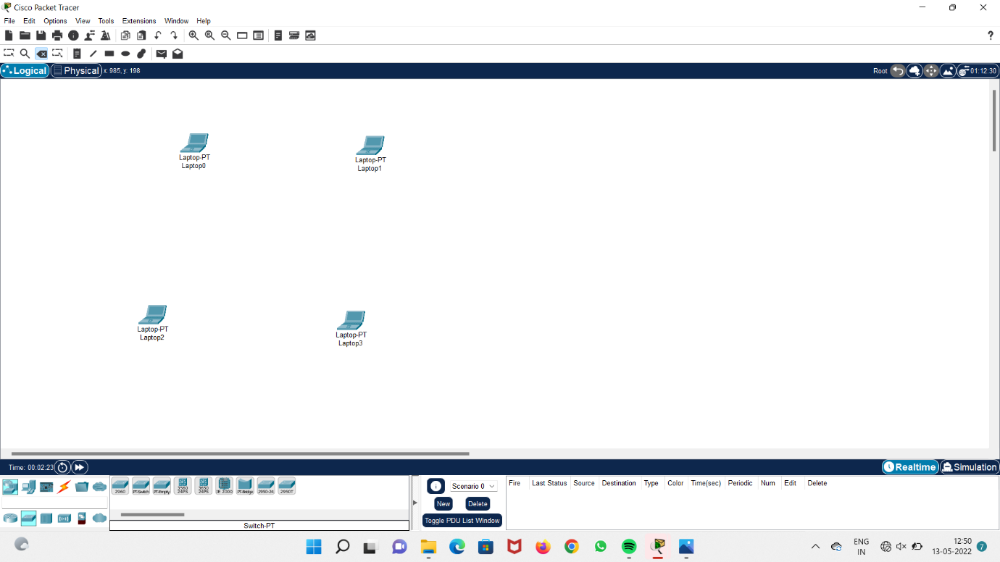 Cisco Packet Tracer
File Edit Options View Tools Extensions Window Help
?
Logical Physical x: 985, y: 198 Root 01:12:30
Laptop-PT
Laptop0
Laptop-PT
Laptop1
Laptop-PT
Laptop2
Laptop-PT
Laptop3
Time: 00:02:23 Realtime Simulation
2960 PT-Switch PT-Empty 3560 24PS 3650 24PS IE 2000 PT-Bridge 2950-24 2950T
Switch-PT
Scenario 0
New Delete
Toggle PDU List Window
Fire Last Status Source Destination Type Color Time(sec) Periodic Num Edit Delete
ENG
IN
12:50
13-05-2022
7